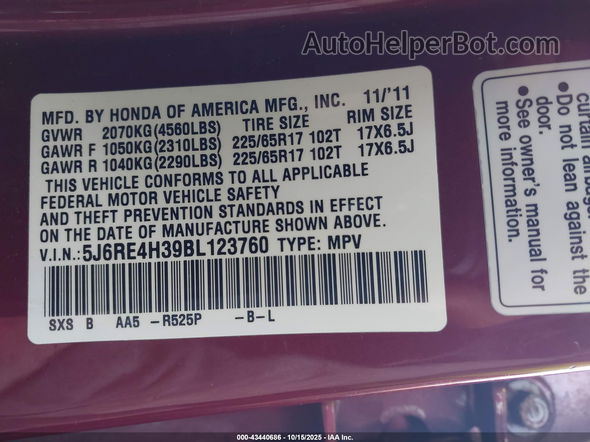 AutoHelperBot.com
MFD. BY HONDA OF AMERICA MFG., INC. 11/'11
GVWR 2070KG(4560LBS) TIRE SIZE RIM SIZE
GAWR F 1050KG(2310LBS) 225/65R17 102T 17X6.5J
GAWR R 1040KG(2290LBS) 225/65R17 102T 17X6.5J
THIS VEHICLE CONFORMS TO ALL APPLICABLE
FEDERAL MOTOR VEHICLE SAFETY
AND THEFT PREVENTION STANDARDS IN EFFECT
ON THE DATE OF MANUFACTURE SHOWN ABOVE.
V.I.N.:5J6RE4H39BL123760 TYPE: MPV
SXS B AA5 -R525P -B-L
curtain airbag
• Do not lean against the
door.
• See owner's manual for
more information.
000-43440686 - 10/15/2025 - IAA Inc.